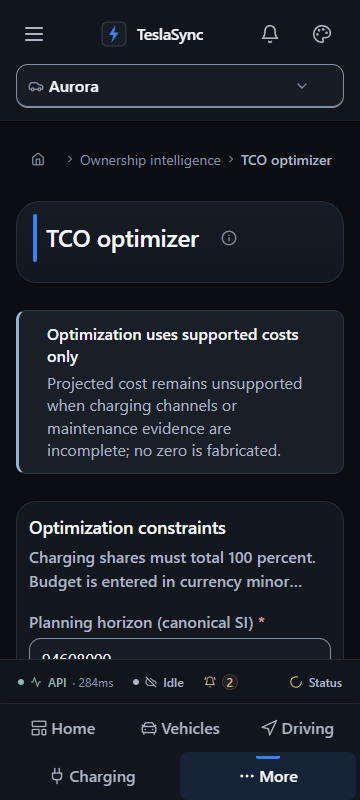 TeslaSync
Aurora
Ownership intelligence
TCO optimizer
TCO optimizer
Optimization uses supported costs
only
Projected cost remains unsupported
when charging channels or
maintenance evidence are
incomplete; no zero is fabricated.
Optimization constraints
Charging shares must total 100 percent.
Budget is entered in currency minor...
Planning horizon (canonical SI) *
94608000
API · 284ms
Idle
2
Status
Home
Vehicles
Driving
Charging
More